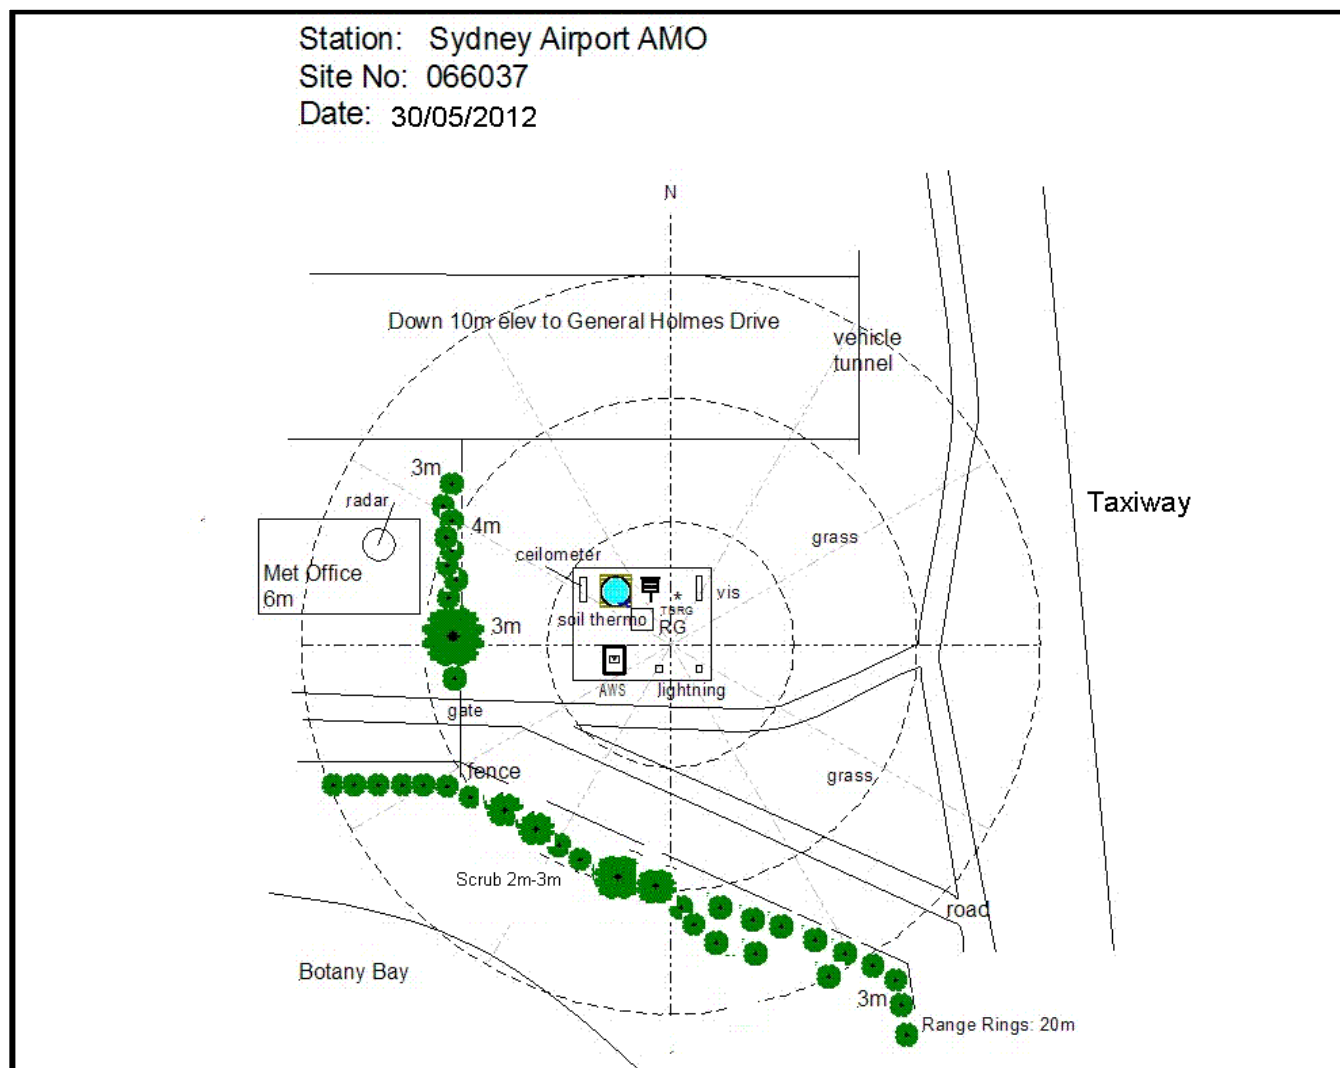 Station: Sydney Airport AMO
Site No: 066037
Date: 30/05/2012
N
Down 10m elev to General Holmes Drive
vehicle
tunnel
3m
radar
4m
Taxiway
grass
ceilometer
Met Office
6m
vis
soil thermo
TBRG
RG
3m
AWS
lightning
gate
fence
grass
Scrub 2m-3m
road
Botany Bay
3m
Range Rings: 20m